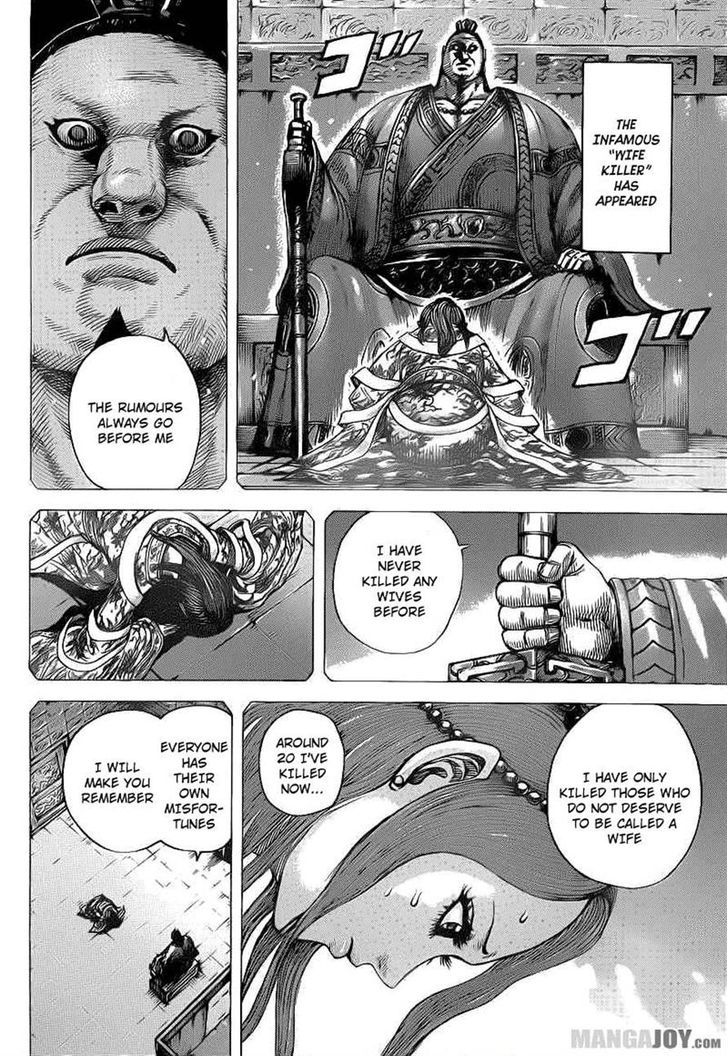 THE
INFAMOUS
"WIFE
KILLER"
HAS
APPEARED
ゴ
ゴ
THE RUMOURS
ALWAYS GO
BEFORE ME
I HAVE
NEVER
KILLED ANY
WIVES
BEFORE
I HAVE ONLY
KILLED THOSE WHO
DO NOT DESERVE
TO BE CALLED A
WIFE
AROUND
20 I'VE
KILLED
NOW...
EVERYONE
HAS
THEIR
OWN
MISFOR-
TUNES
I WILL
MAKE YOU
REMEMBER
MANGAJOY.COM